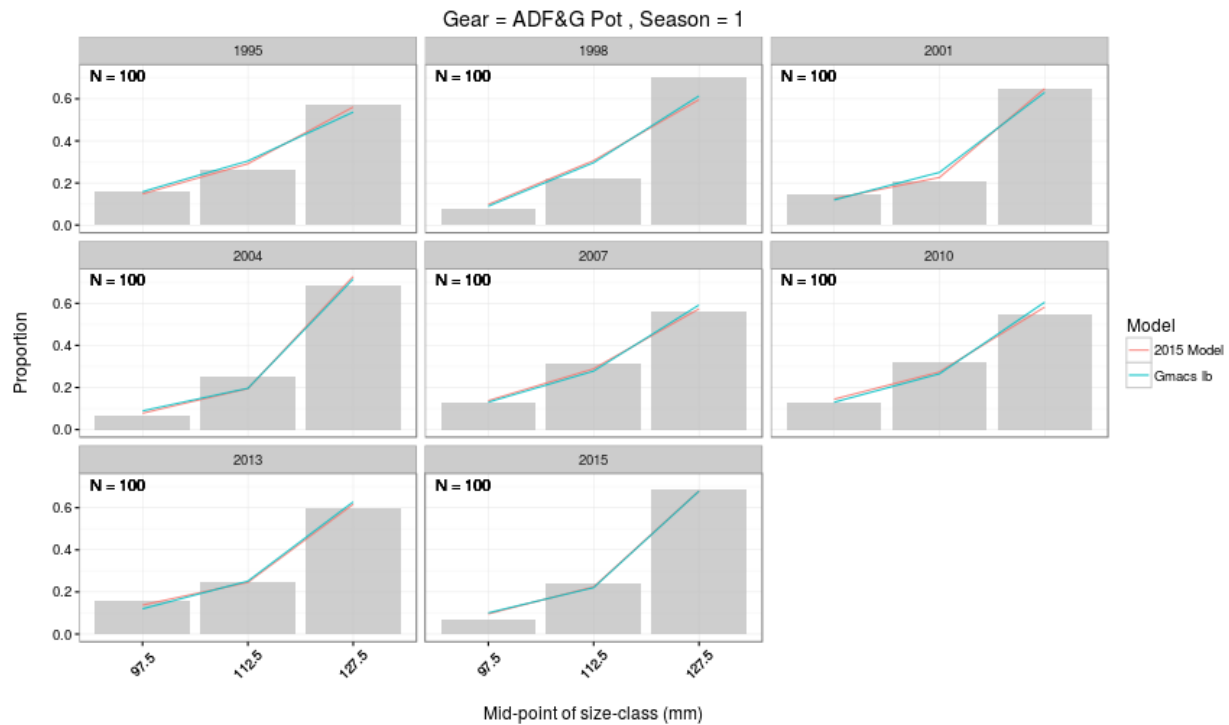 Gear = ADF&G Pot , Season = 1
1995
1998
2001
N = 100
N = 100
N = 100
0.6
0.4
0.2
0.0
2004
2007
2010
N = 100
N = 100
N = 100
0.6
0.4
0.2
0.0
2013
2015
N = 100
N = 100
0.6
0.4
0.2
0.0
97.5
112.5
127.5
97.5
112.5
127.5
Proportion
Mid-point of size-class (mm)
Model
2015 Model
Gmacs lb